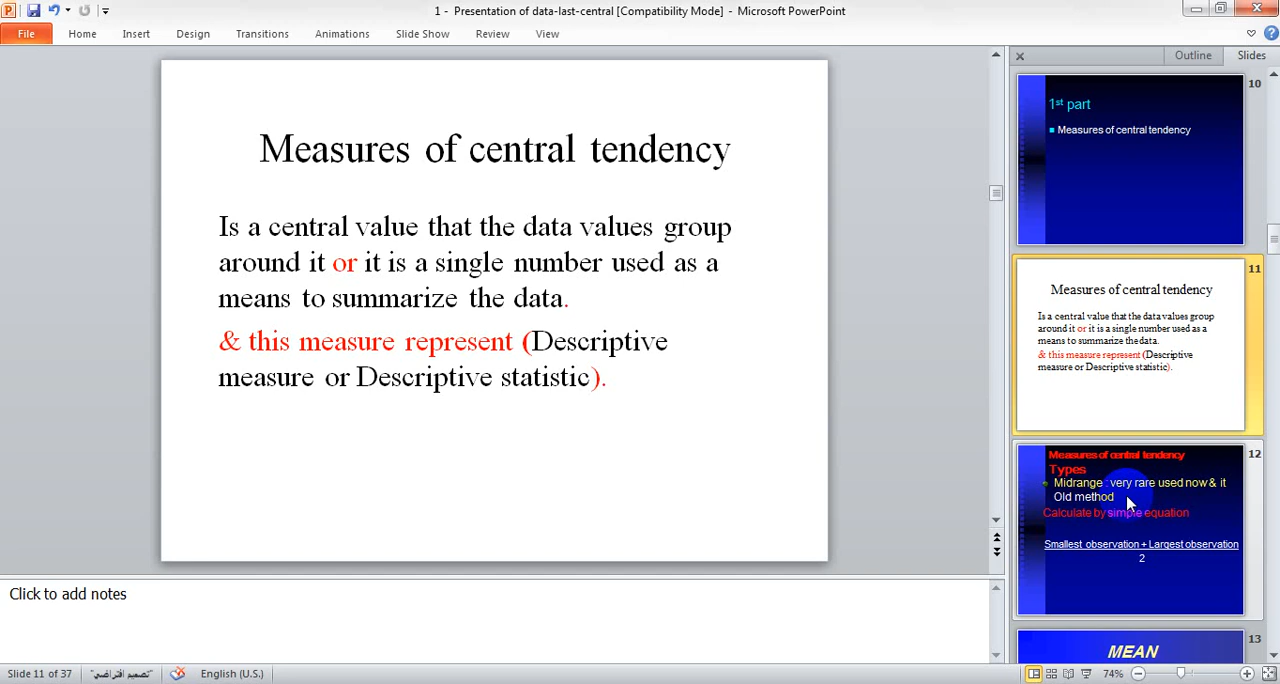 1 - Presentation of data-last-central [Compatibility Mode] - Microsoft PowerPoint
File Home Insert Design Transitions Animations Slide Show Review View
Measures of central tendency
Is a central value that the data values group
around it or it is a single number used as a
means to summarize the data.
& this measure represent (Descriptive
measure or Descriptive statistic).
Click to add notes
Outline Slides
10
1st part
Measures of central tendency
11
Measures of central tendency
Is a central value that the data values group
around it or it is a single number used as a
means to summarize the data.
& this measure represent (Descriptive
measure or Descriptive statistic).
12
Measures of central tendency
Types
Midrange : very rare used now & it
Old method
Calculate by simple equation
Smallest observation + Largest observation
2
13
MEAN
Slide 11 of 37 "تصميم افتراضي" English (U.S.) 74%